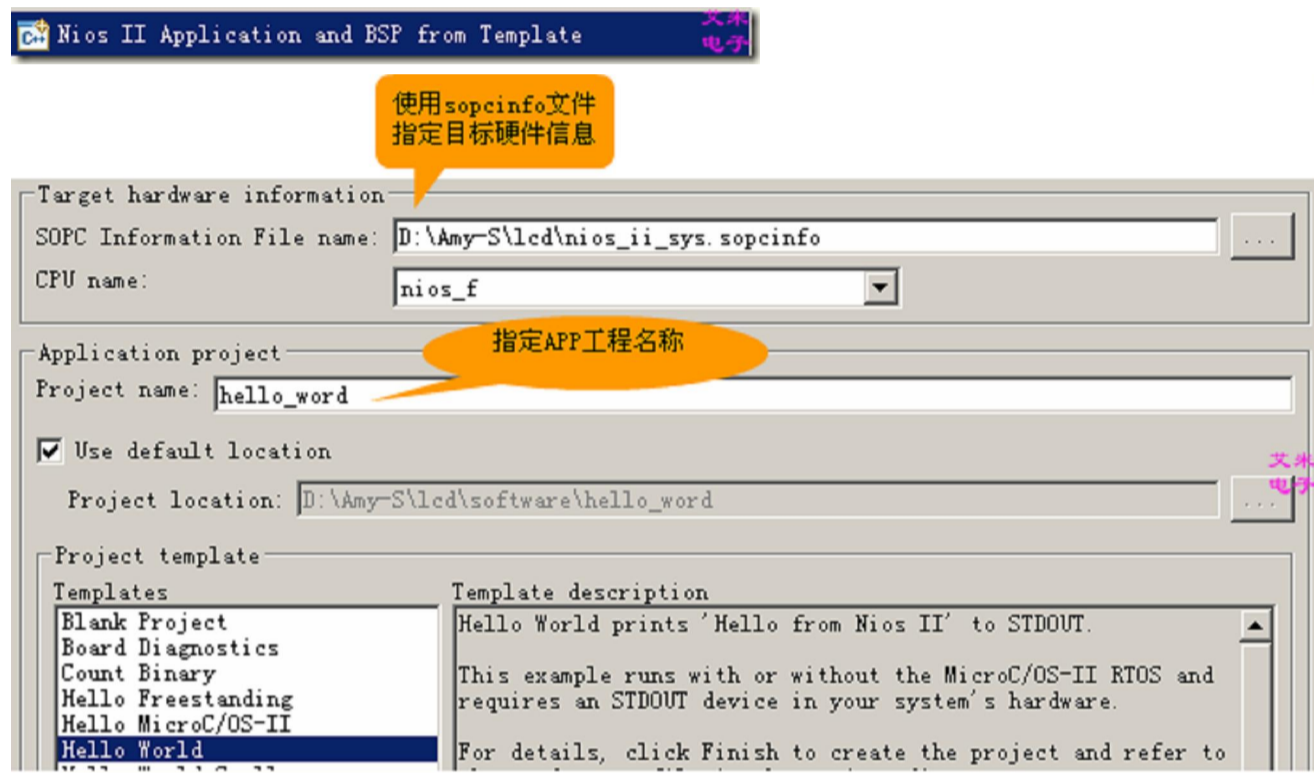 Nios II Application and BSP from Template
艾米
电子
使用sopcinfo文件
指定目标硬件信息
Target hardware information
SOPC Information File name: D:\Amy-S\lcd\nios_ii_sys.sopcinfo ...
CPU name: nios_f
指定APP工程名称
Application project
Project name: hello_word
Use default location
艾米
电子
Project location: D:\Amy-S\lcd\software\hello_word ...
Project template
Templates
Template description
Blank Project
Board Diagnostics
Count Binary
Hello Freestanding
Hello MicroC/OS-II
Hello World
Hello World prints 'Hello from Nios II' to STDOUT.
This example runs with or without the MicroC/OS-II RTOS and
requires an STDOUT device in your system's hardware.
For details, click Finish to create the project and refer to